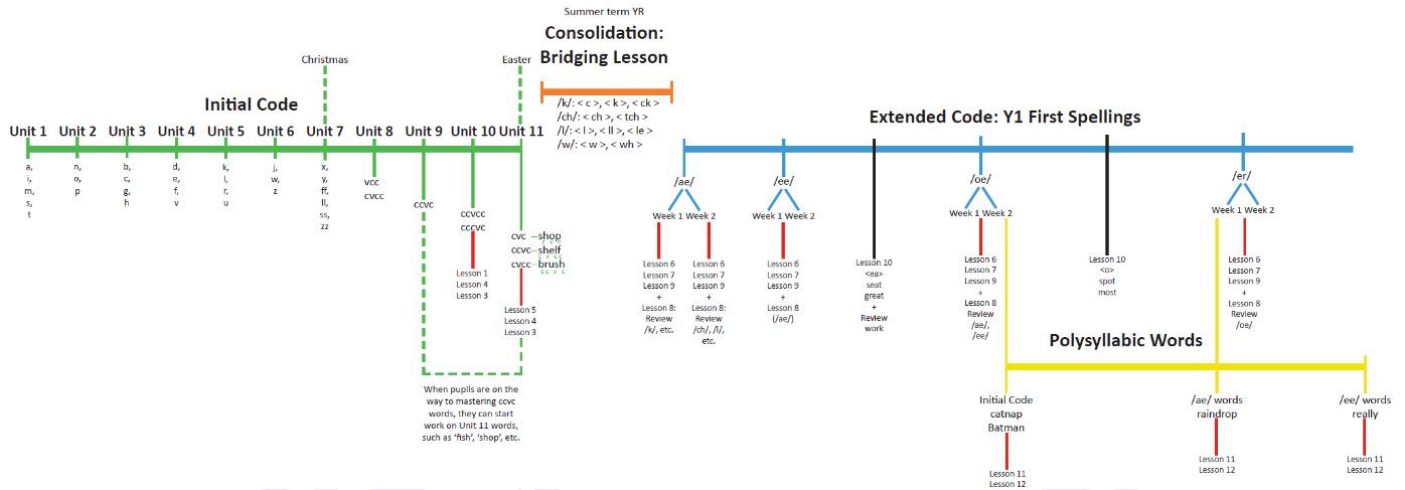 Summer term YR
Consolidation:
Bridging Lesson
Christmas
Easter
Initial Code
/k/: < c >, < k >, < ck >
/ch/: < ch >, < tch >
/l/: < l >, < ll >, < le >
/w/: < w >, < wh >
Extended Code: Y1 First Spellings
Unit 1 Unit 2 Unit 3 Unit 4 Unit 5 Unit 6 Unit 7 Unit 8 Unit 9 Unit 10 Unit 11
a,
i,
m,
s,
t
n,
o,
p
b,
c,
g,
h
d,
e,
f,
v
k,
l,
r,
u
j,
w,
z
x,
y,
ff,
ll,
ss,
zz
vcc
cvcc
ccvc
ccvcc
cccvc
Lesson 1
Lesson 4
Lesson 3
cvc – shop
ccvc – shelf
cvcc – brush
Lesson 5
Lesson 4
Lesson 3
When pupils are on the
way to mastering ccvc
words, they can start
work on Unit 11 words,
such as 'fish', 'shop', etc.
/ae/
Week 1 Week 2
Lesson 6
Lesson 7
Lesson 9
+
Lesson 8:
Review
/k/, etc.
Lesson 6
Lesson 7
Lesson 9
+
Lesson 8:
Review
/ch/, /l/,
etc.
/ee/
Week 1 Week 2
Lesson 6
Lesson 7
Lesson 9
+
Lesson 8
(/ae/)
Lesson 10
<ea>
seat
great
+
Review
work
/oe/
Week 1 Week 2
Lesson 6
Lesson 7
Lesson 9
+
Lesson 8
Review
/ae/,
/ee/
Lesson 10
<o>
spot
most
/er/
Week 1 Week 2
Lesson 6
Lesson 7
Lesson 9
+
Lesson 8
Review
/oe/
Polysyllabic Words
Initial Code
catnap
Batman
Lesson 11
Lesson 12
/ae/ words
raindrop
Lesson 11
Lesson 12
/ee/ words
really
Lesson 11
Lesson 12